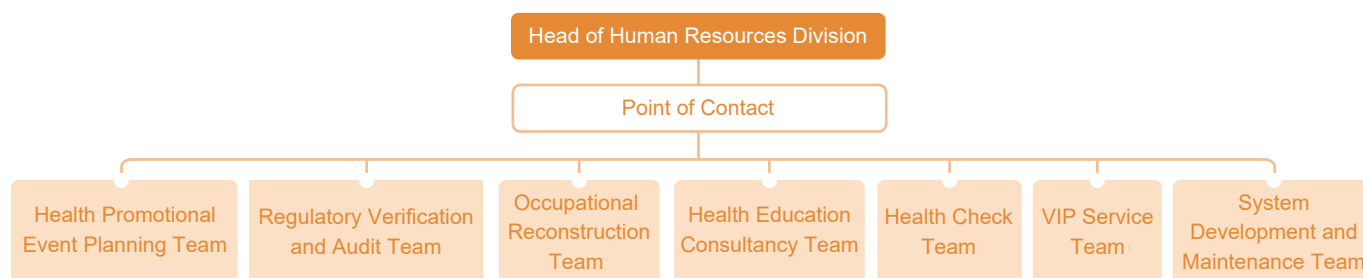 Head of Human Resources Division
Point of Contact
Health Promotional
Event Planning Team
Regulatory Verification
and Audit Team
Occupational
Reconstruction
Team
Health Education
Consultancy Team
Health Check
Team
VIP Service
Team
System
Development and
Maintenance Team